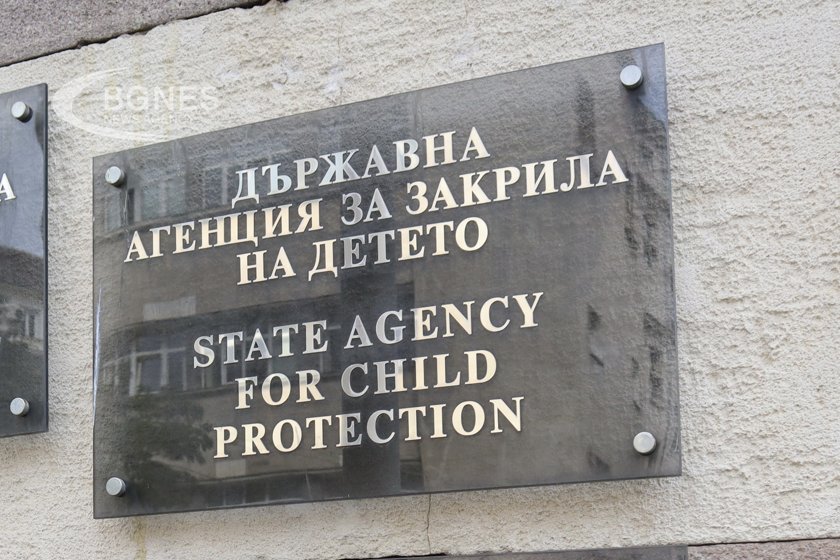 BGNES
ДЪРЖАВНА
АГЕНЦИЯ ЗА ЗАКРИЛА
НА ДЕТЕТО
STATE AGENCY
FOR CHILD
PROTECTION